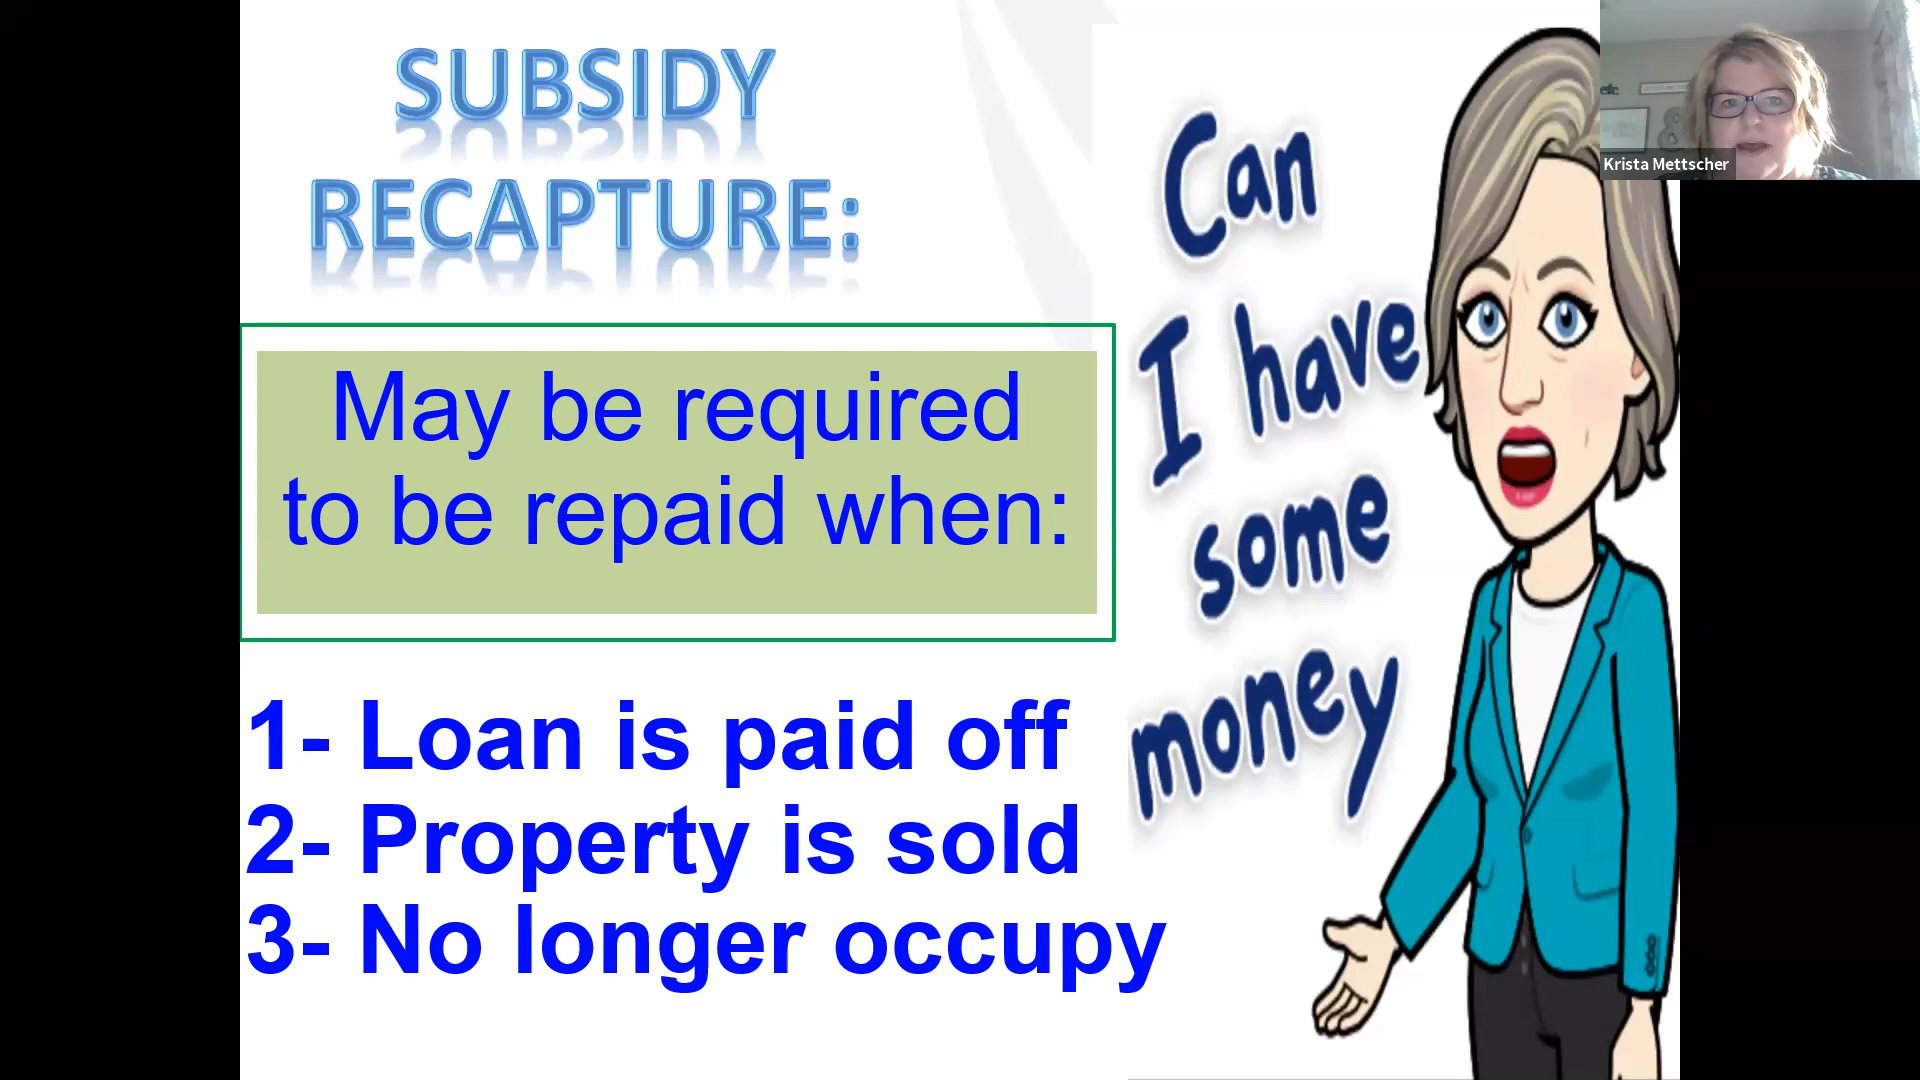 SUBSIDY
RECAPTURE:
May be required
to be repaid when:
1- Loan is paid off
2- Property is sold
3- No longer occupy
Can
I have
some
money
Krista Mettscher